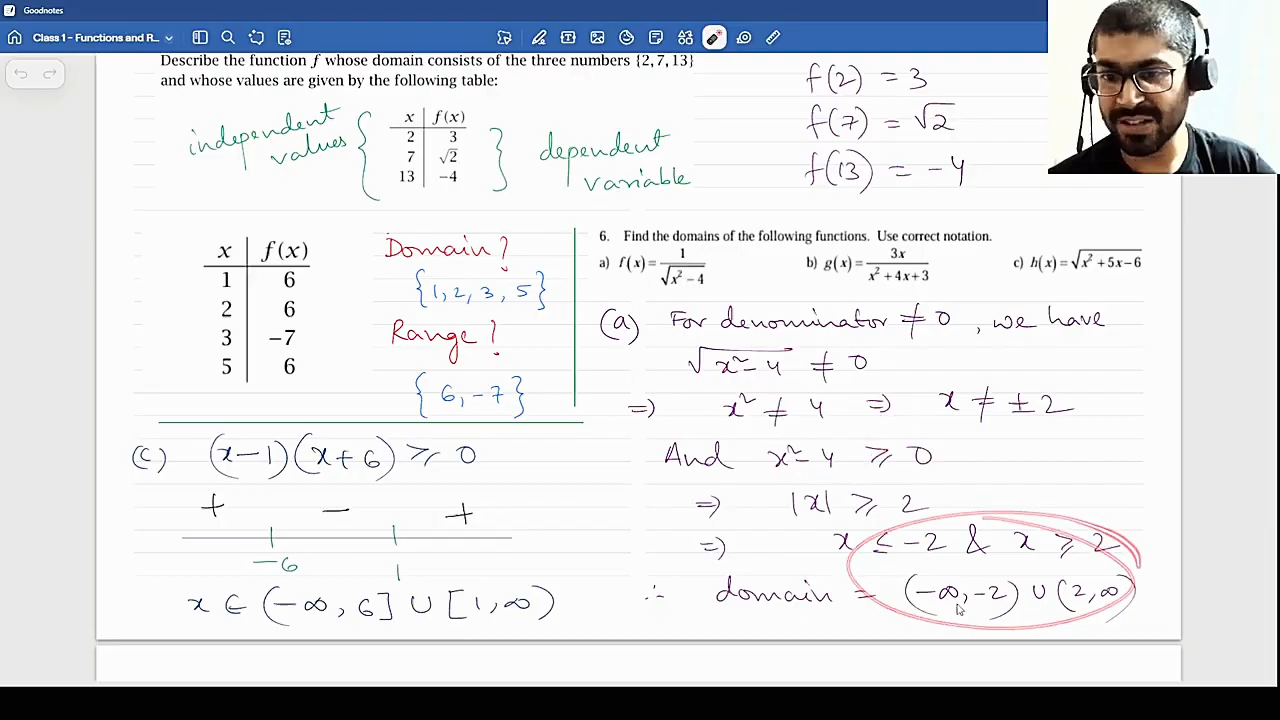 Goodnotes
Class 1 - Functions and R...
Describe the function f whose domain consists of the three numbers {2, 7, 13}
and whose values are given by the following table:
independent values
x f(x)
2 3
7 √2
13 −4
dependent variable
f(2) = 3
f(7) = √2
f(13) = −4
x f(x)
1 6
2 6
3 −7
5 6
Domain?
{1, 2, 3, 5}
Range?
{6, −7}
6. Find the domains of the following functions. Use correct notation.
a) f(x) = 1/√(x² − 4) b) g(x) = 3x/(x² + 4x + 3) c) h(x) = √(x² + 5x − 6)
(a) For denominator ≠ 0, we have
√(x² − 4) ≠ 0
=) x² ≠ 4 =) x ≠ ±2
And x² − 4 ⩾ 0
=) |x| ⩾ 2
=) x ≤ −2 & x ⩾ 2
∴ domain = (−∞, −2) ∪ (2, ∞)
(c) (x−1)(x+6) ⩾ 0
+ − +
−6 1
x ∈ (−∞, 6] ∪ [1, ∞)